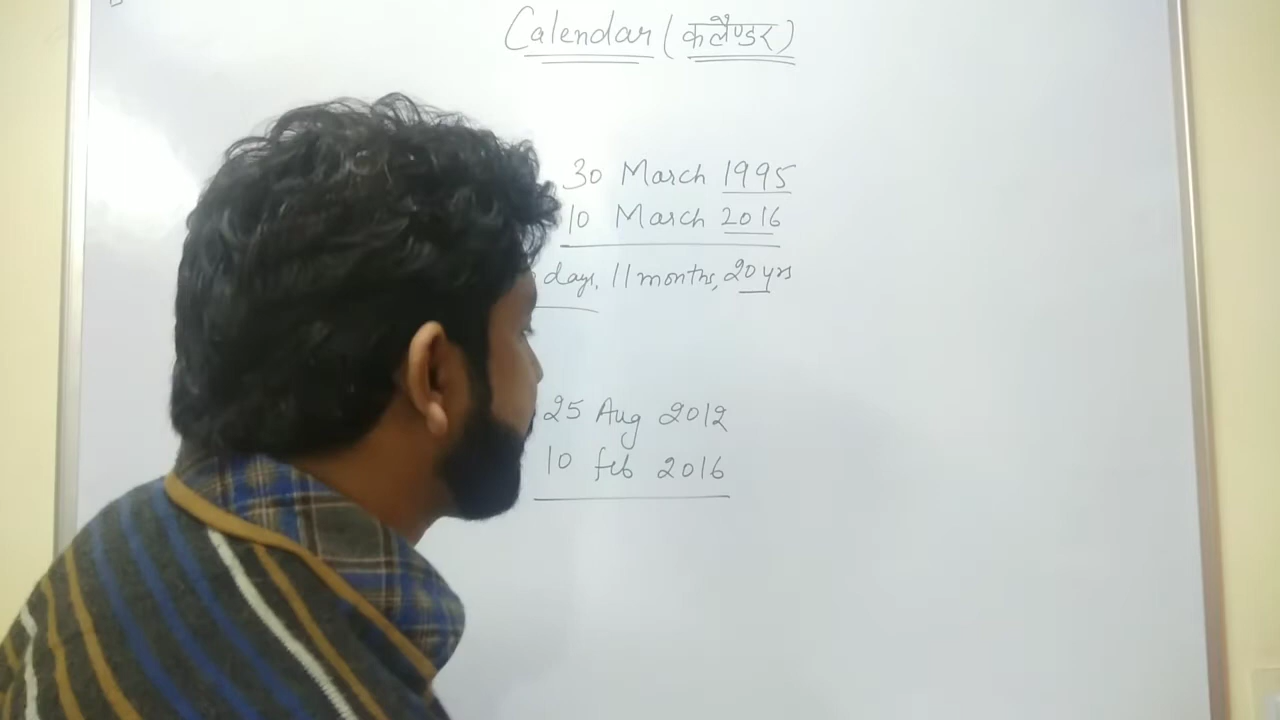 Calendar (कलैण्डर)
30 March 1995
10 March 2016
days, 11 months, 20 yrs
25 Aug 2012
10 feb 2016